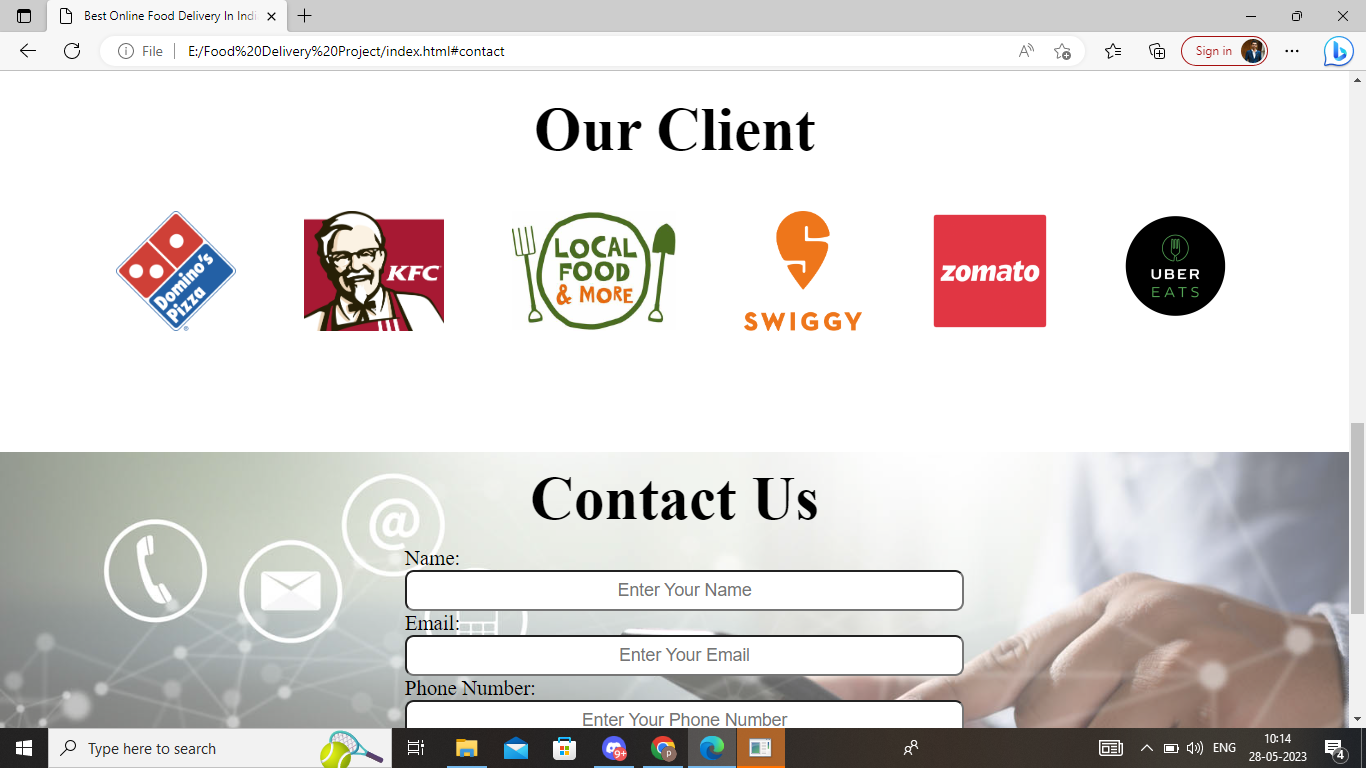 Best Online Food Delivery In Indi
File
E:/Food%20Delivery%20Project/index.html#contact
Sign in
Our Client
Domino's
Pizza
KFC
LOCAL
FOOD
& MORE
SWIGGY
zomato
UBER
EATS
Contact Us
Name:
Enter Your Name
Email:
Enter Your Email
Phone Number:
Enter Your Phone Number
Type here to search
9+
P
ENG
10:14
28-05-2023
4